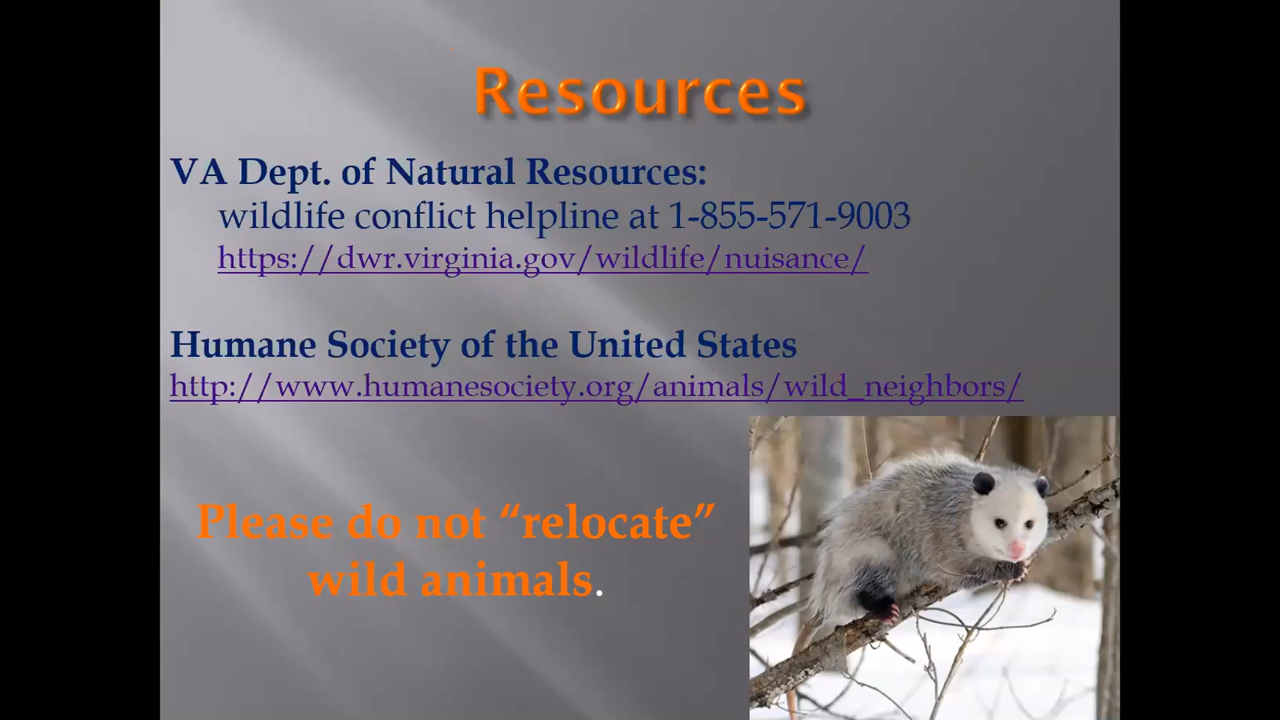 Resources
VA Dept. of Natural Resources:
wildlife conflict helpline at 1-855-571-9003
https://dwr.virginia.gov/wildlife/nuisance/
Humane Society of the United States
http://www.humanesociety.org/animals/wild_neighbors/
Please do not “relocate”
wild animals.